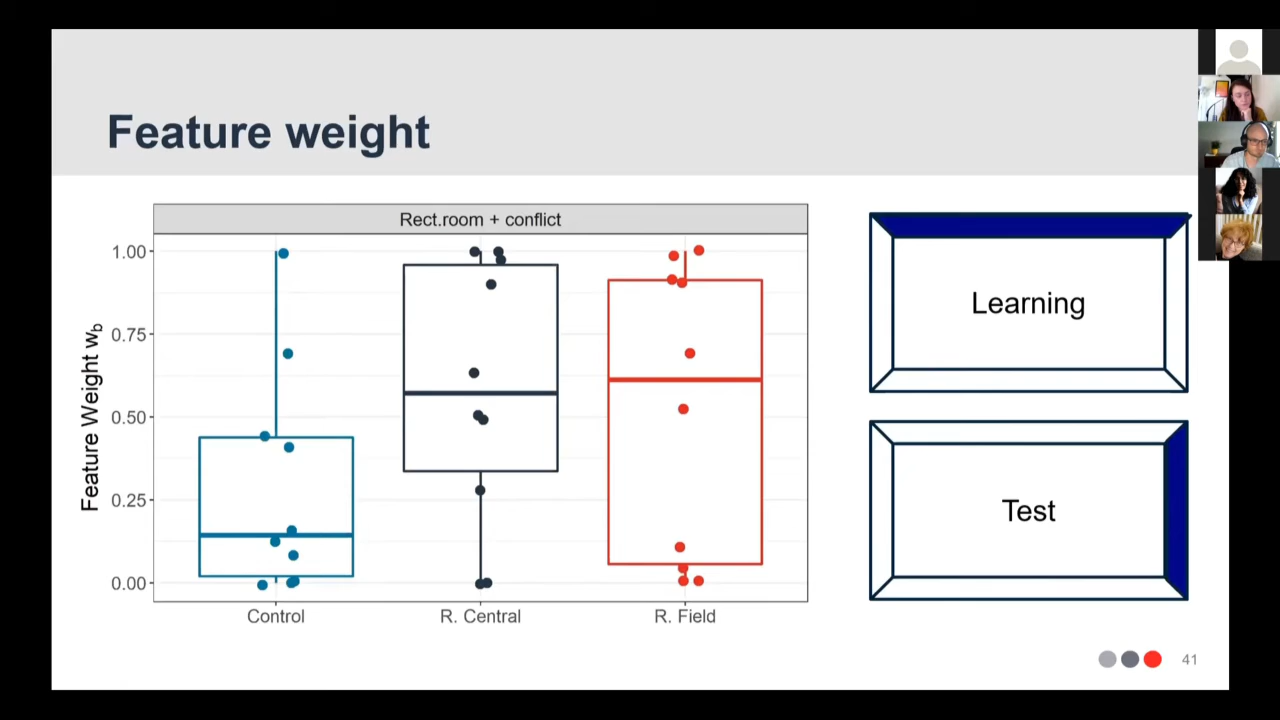 Feature weight
Rect.room + conflict
Feature Weight wb
1.00
0.75
0.50
0.25
0.00
Control
R. Central
R. Field
Learning
Test
41